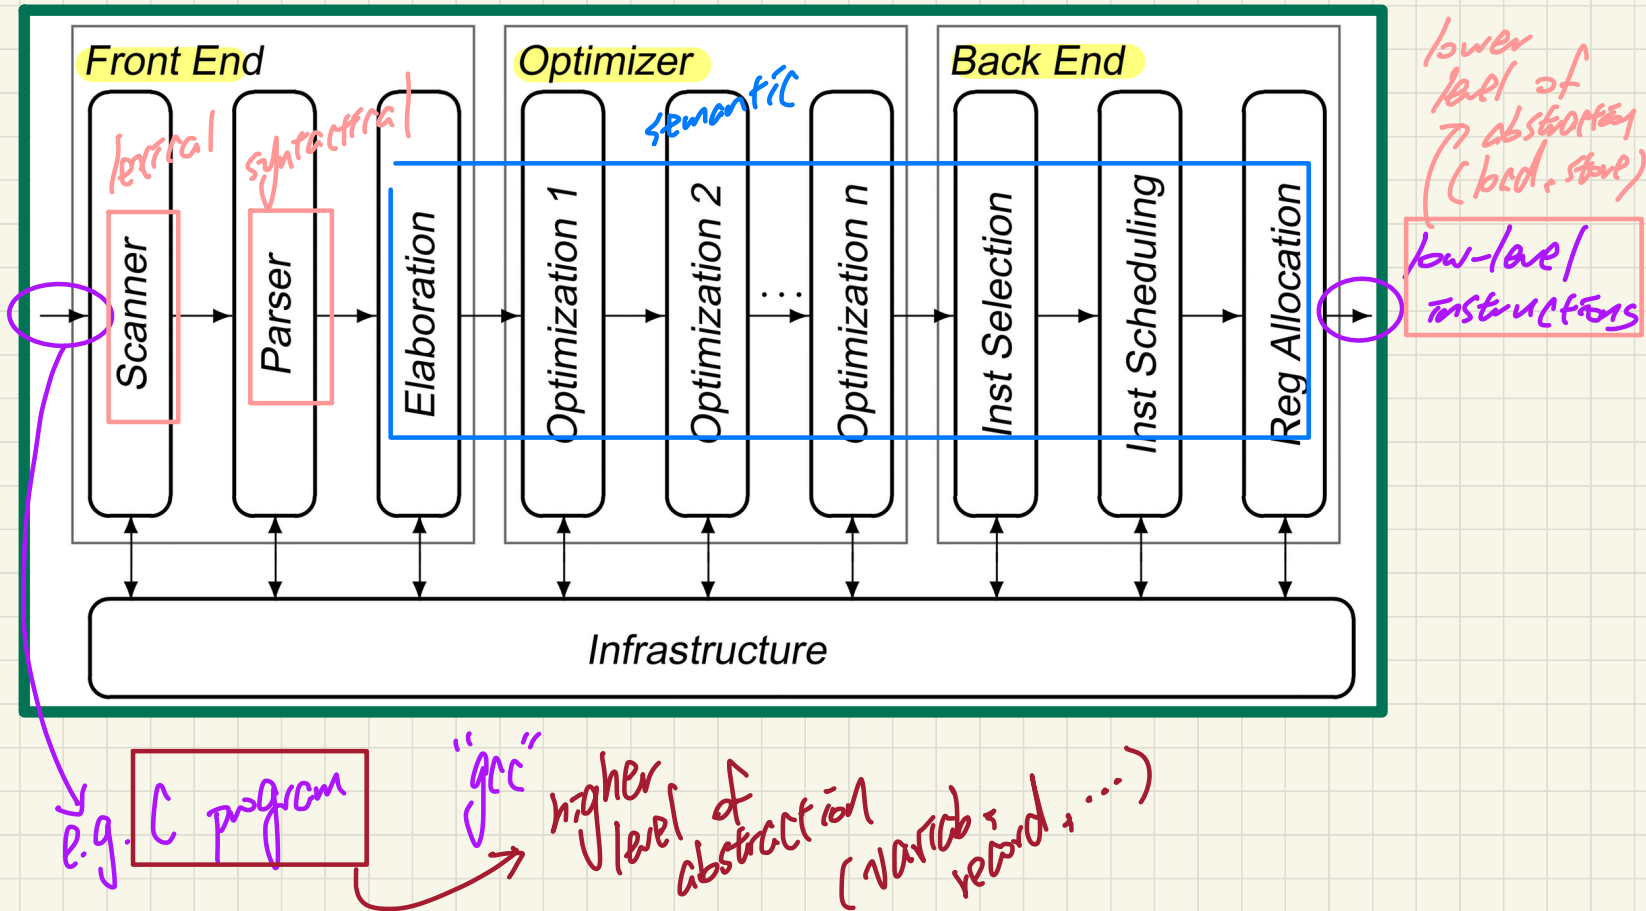 Front End
Optimizer
Back End
lexical
syntactical
semantic
Scanner
Parser
Elaboration
Optimization 1
Optimization 2
...
Optimization n
Inst Selection
Inst Scheduling
Reg Allocation
Infrastructure
lower
level of
abstraction
(load, store)
low-level
instructions
e.g. C program
"gcc"
higher
level of
abstraction
(variable,
record, ....)